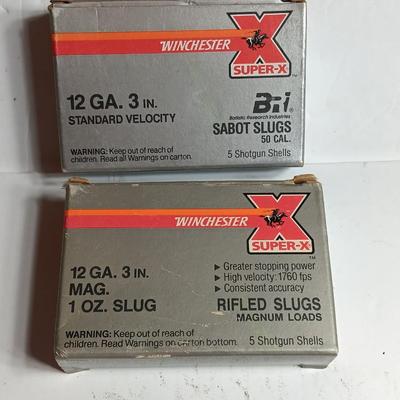 WINCHESTER
X
SUPER-X
12 GA. 3 IN.
STANDARD VELOCITY
BRi
Ballistic Research Industries
SABOT SLUGS
50 CAL.
WARNING: Keep out of reach of
children. Read all Warnings on carton.
5 Shotgun Shells
WINCHESTER
X
SUPER-X
TM
12 GA. 3 IN.
MAG.
1 OZ. SLUG
▸ Greater stopping power
▸ High velocity: 1760 fps
▸ Consistent accuracy
RIFLED SLUGS
MAGNUM LOADS
WARNING: Keep out of reach of
children. Read Warnings on carton bottom.
5 Shotgun Shells